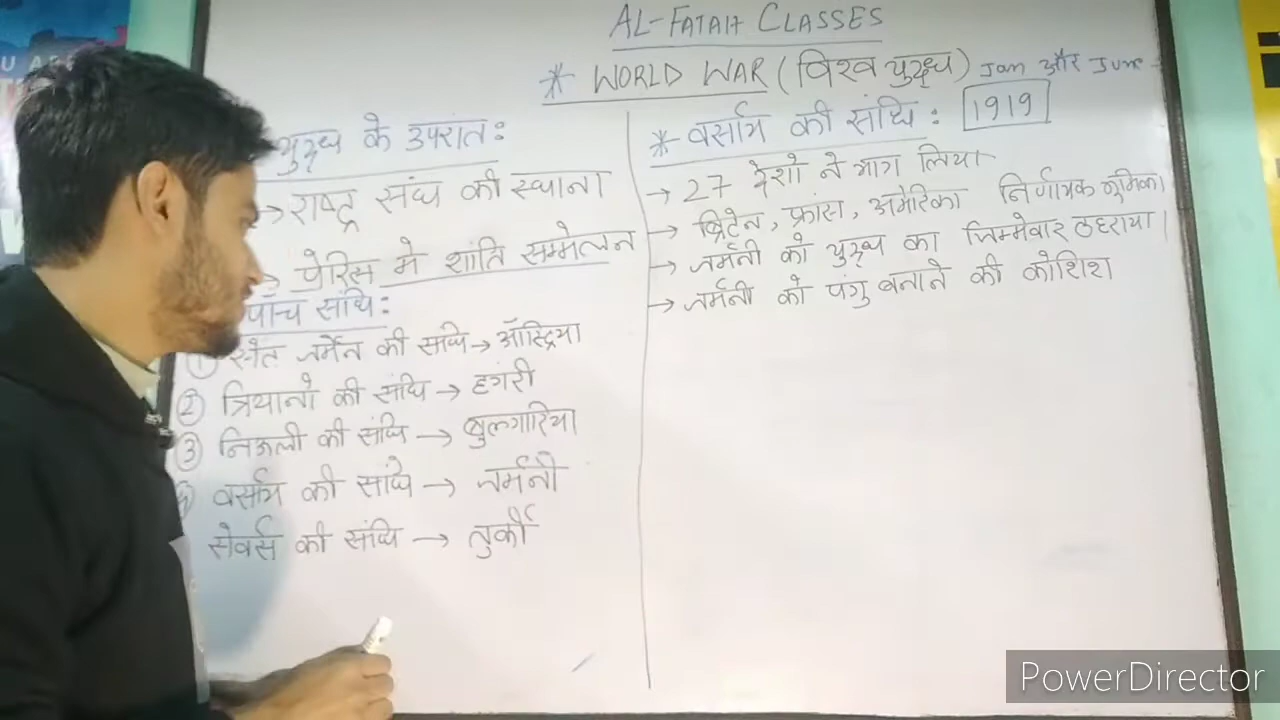 AL-FATAH CLASSES
* WORLD WAR (विश्व युद्ध) Jan और June
युद्ध के उपरांत:
→ राष्ट्र संघ की स्थाना
→ पेरिस मे शांति सम्मेलन
पाँच संधि:
① सेंत जर्मेन की संधि → ऑस्ट्रिया
② त्रियानो की संधि → हंगरी
③ निऊली की संधि → बुल्गारिया
④ वर्साय की संधि → जर्मनी
सेवर्स की संधि → तुर्की
* वर्साय की संधि: 1919
→ 27 देशो ने भाग लिया
→ ब्रिटेन, फ्रांस, अमेरिका निर्णायक भूमिका।
→ जर्मनी को युद्ध का जिम्मेवार ठहराया।
→ जर्मनी को पंगु बनाने की कोशिश
PowerDirector